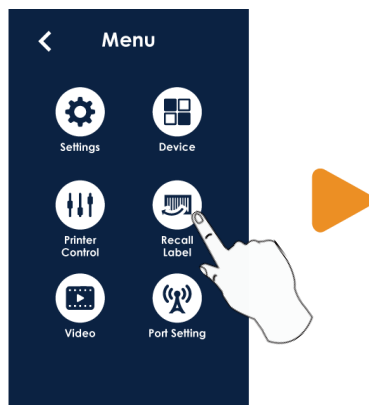 Menu
Settings
Device
Printer
Control
Recall
Label
Video
Port Setting